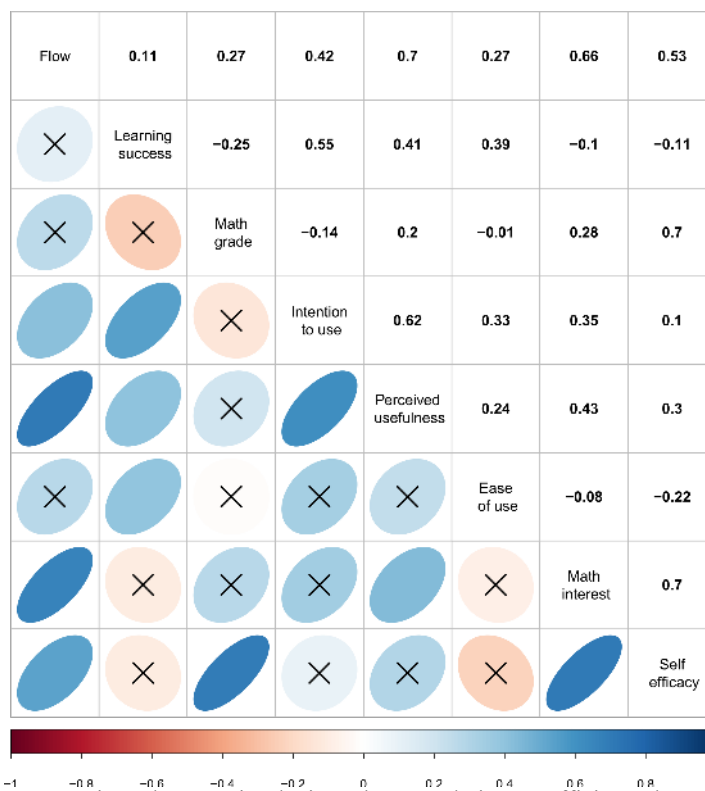 Flow 0.11 0.27 0.42 0.7 0.27 0.66 0.53
Learning
success −0.25 0.55 0.41 0.39 −0.1 −0.11
Math
grade −0.14 0.2 −0.01 0.28 0.7
Intention
to use 0.62 0.33 0.35 0.1
Perceived
usefulness 0.24 0.43 0.3
Ease
of use −0.08 −0.22
Math
interest 0.7
Self
efficacy
−1 −0.8 −0.6 −0.4 −0.2 0 0.2 0.4 0.6 0.8